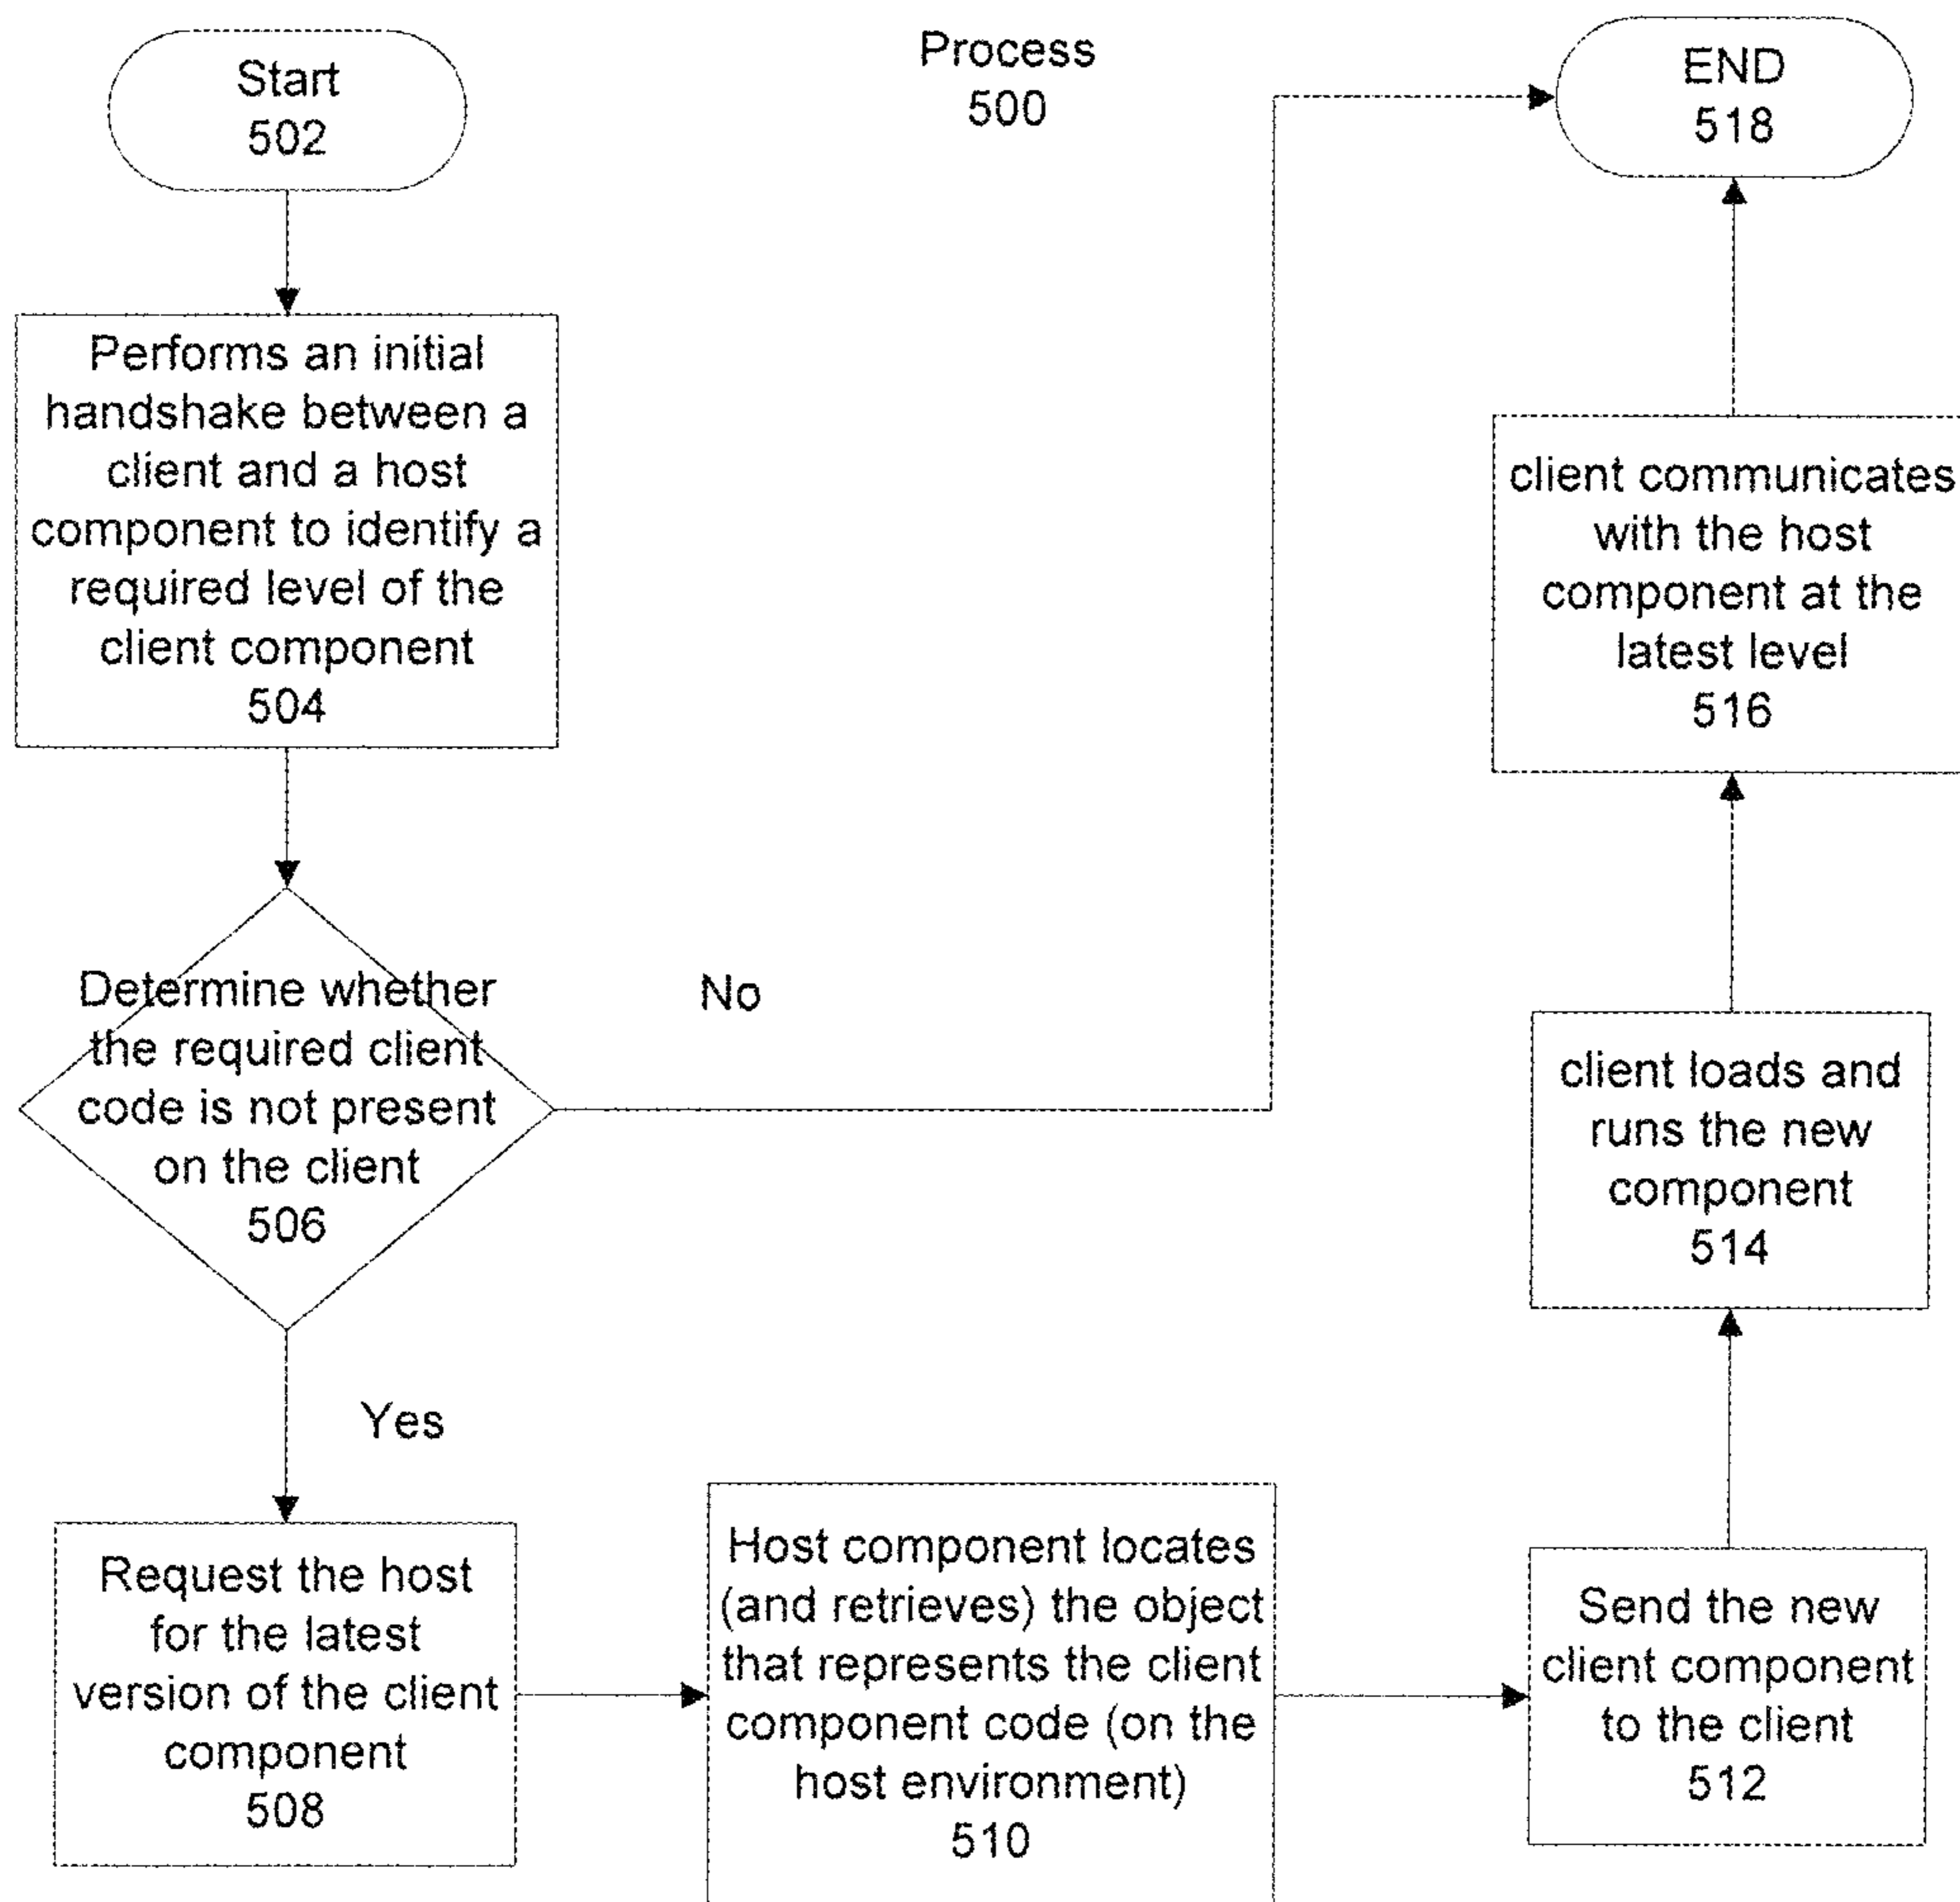 Start
502
Process
500
END
518
Performs an initial
handshake between a
client and a host
component to identify a
required level of the
client component
504
Determine whether
the required client
code is not present
on the client
506
No
Yes
Request the host
for the latest
version of the client
component
508
Host component locates
(and retrieves) the object
that represents the client
component code (on the
host environment)
510
Send the new
client component
to the client
512
client loads and
runs the new
component
514
client communicates
with the host
component at the
latest level
516